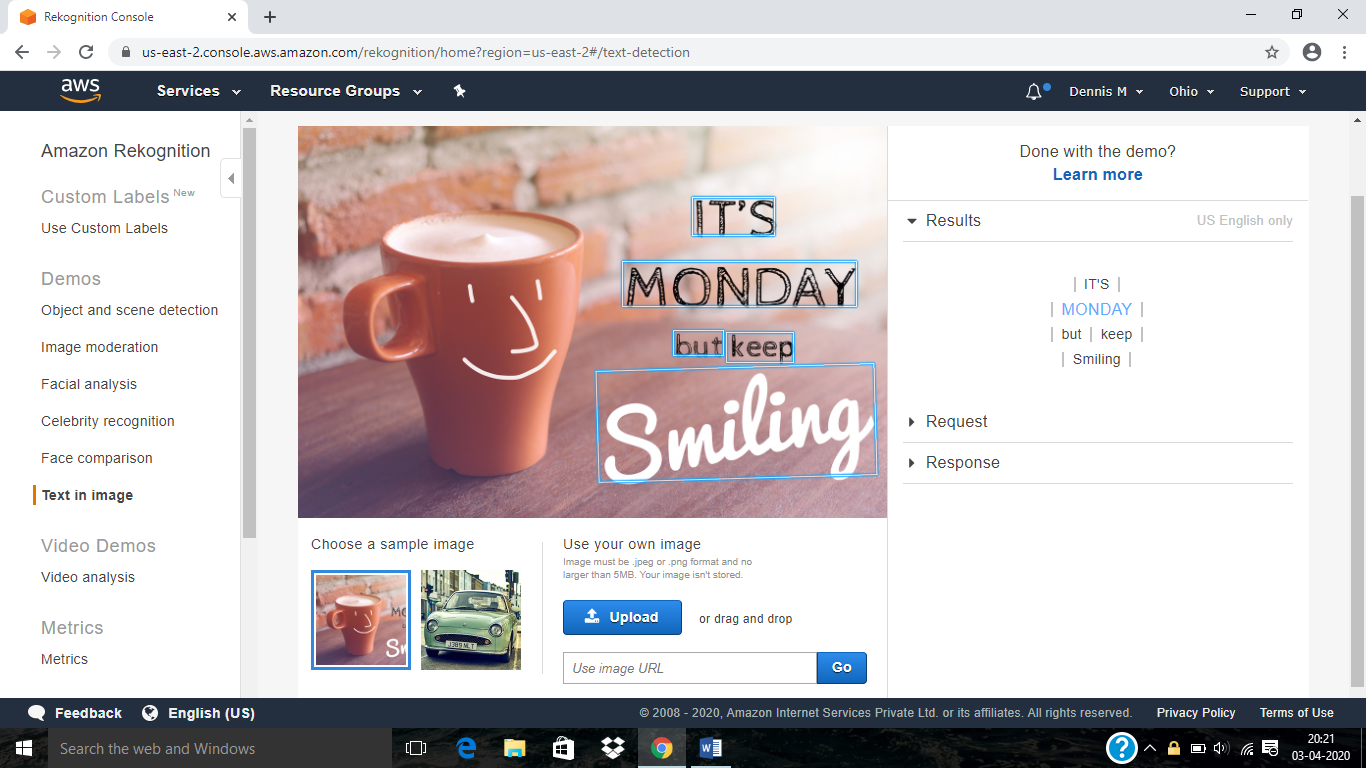 Rekognition Console
us-east-2.console.aws.amazon.com/rekognition/home?region=us-east-2#/text-detection
aws
Services
Resource Groups
Dennis M
Ohio
Support
Amazon Rekognition
Custom Labels New
Use Custom Labels
Demos
Object and scene detection
Image moderation
Facial analysis
Celebrity recognition
Face comparison
Text in image
Video Demos
Video analysis
Metrics
Metrics
IT'S
MONDAY
but keep
Smiling
Choose a sample image
J389 NLT
Use your own image
Image must be .jpeg or .png format and no
larger than 5MB. Your image isn't stored.
Upload
or drag and drop
Use image URL
Go
Done with the demo?
Learn more
Results
US English only
| IT'S |
| MONDAY |
| but | keep |
| Smiling |
Request
Response
Feedback
English (US)
© 2008 - 2020, Amazon Internet Services Private Ltd. or its affiliates. All rights reserved.
Privacy Policy
Terms of Use
Search the web and Windows
20:21
03-04-2020